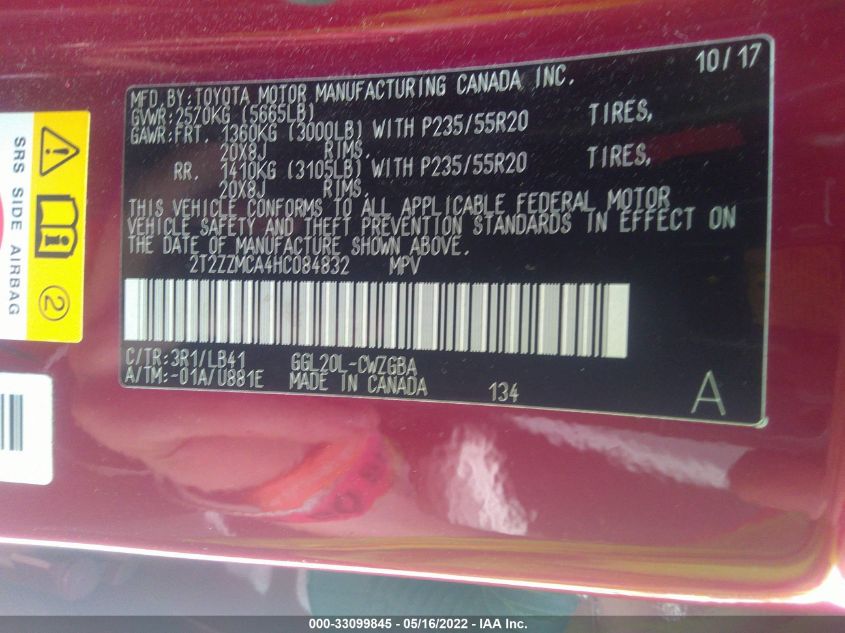 10/17
MFD. BY: TOYOTA MOTOR MANUFACTURING CANADA INC.
GVWR: 2570KG (5665LB)
GAWR: FRT. 1360KG (3000LB) WITH P235/55R20 TIRES,
20X8J RIMS,
RR. 1410KG (3105LB) WITH P235/55R20 TIRES,
20X8J RIMS.
THIS VEHICLE CONFORMS TO ALL APPLICABLE FEDERAL MOTOR
VEHICLE SAFETY AND THEFT PREVENTION STANDARDS IN EFFECT ON
THE DATE OF MANUFACTURE SHOWN ABOVE.
2T2ZZMCA4HC084832 MPV
C/TR: 3R1/LB41 GGL20L-CWZGBA
A/TM: -01A/U881E MADE IN CANADA 134 A
SRS SIDE AIRBAG
2
000-33099845 - 05/16/2022 - IAA Inc.